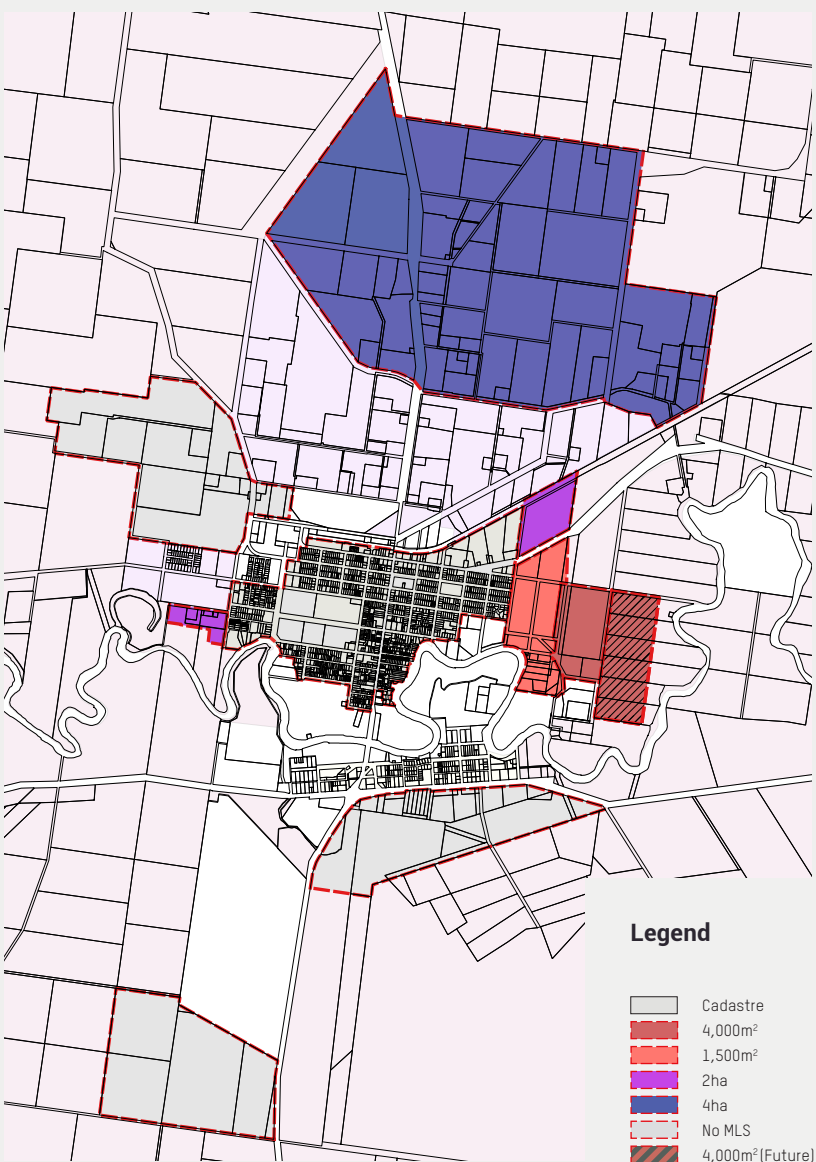 Legend
Cadastre
4,000m²
1,500m²
2ha
4ha
No MLS
4,000m²(Future)